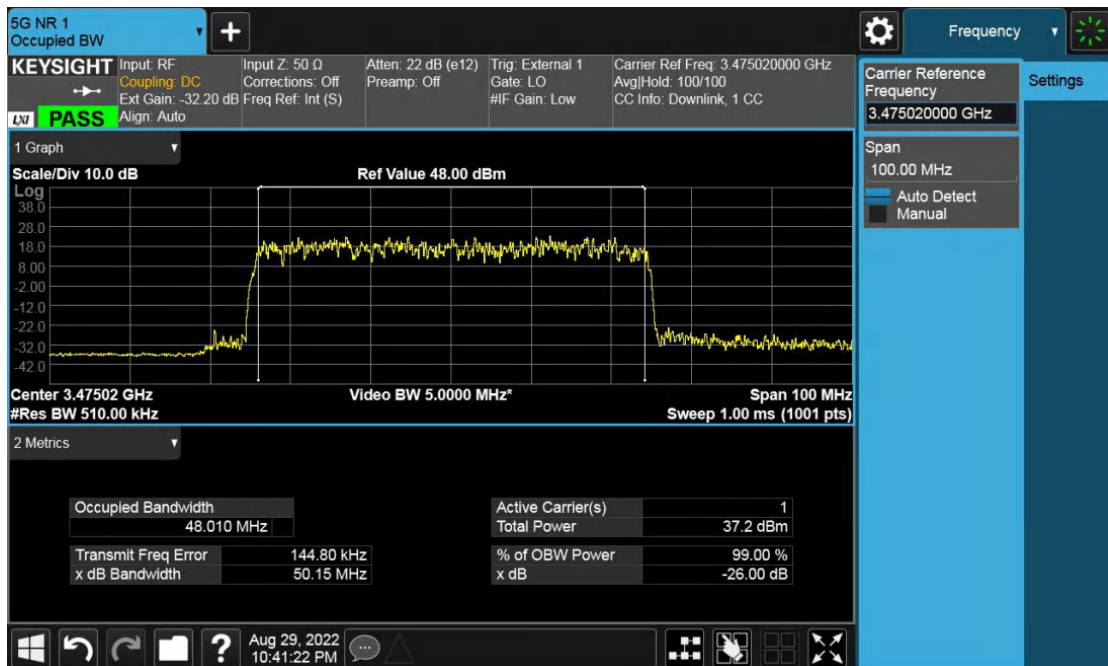 5G NR 1
Occupied BW
+
Frequency
KEYSIGHT
Input: RF
Coupling: DC
Ext Gain: -32.20 dB
Align: Auto
Input Z: 50 Ω
Corrections: Off
Freq Ref: Int (S)
Atten: 22 dB (e12)
Preamp: Off
Trig: External 1
Gate: LO
#IF Gain: Low
Carrier Ref Freq: 3.475020000 GHz
Avg|Hold: 100/100
CC Info: Downlink, 1 CC
LXI
PASS
Carrier Reference
Frequency
3.475020000 GHz
Settings
Span
100.00 MHz
Auto Detect
Manual
1 Graph
Scale/Div 10.0 dB
Ref Value 48.00 dBm
Log
38.0
28.0
18.0
8.00
-2.00
-12.0
-22.0
-32.0
-42.0
Center 3.47502 GHz
Video BW 5.0000 MHz*
Span 100 MHz
#Res BW 510.00 kHz
Sweep 1.00 ms (1001 pts)
2 Metrics
Occupied Bandwidth
48.010 MHz
Transmit Freq Error 144.80 kHz
x dB Bandwidth 50.15 MHz
Active Carrier(s) 1
Total Power 37.2 dBm
% of OBW Power 99.00 %
x dB -26.00 dB
?
Aug 29, 2022
10:41:22 PM